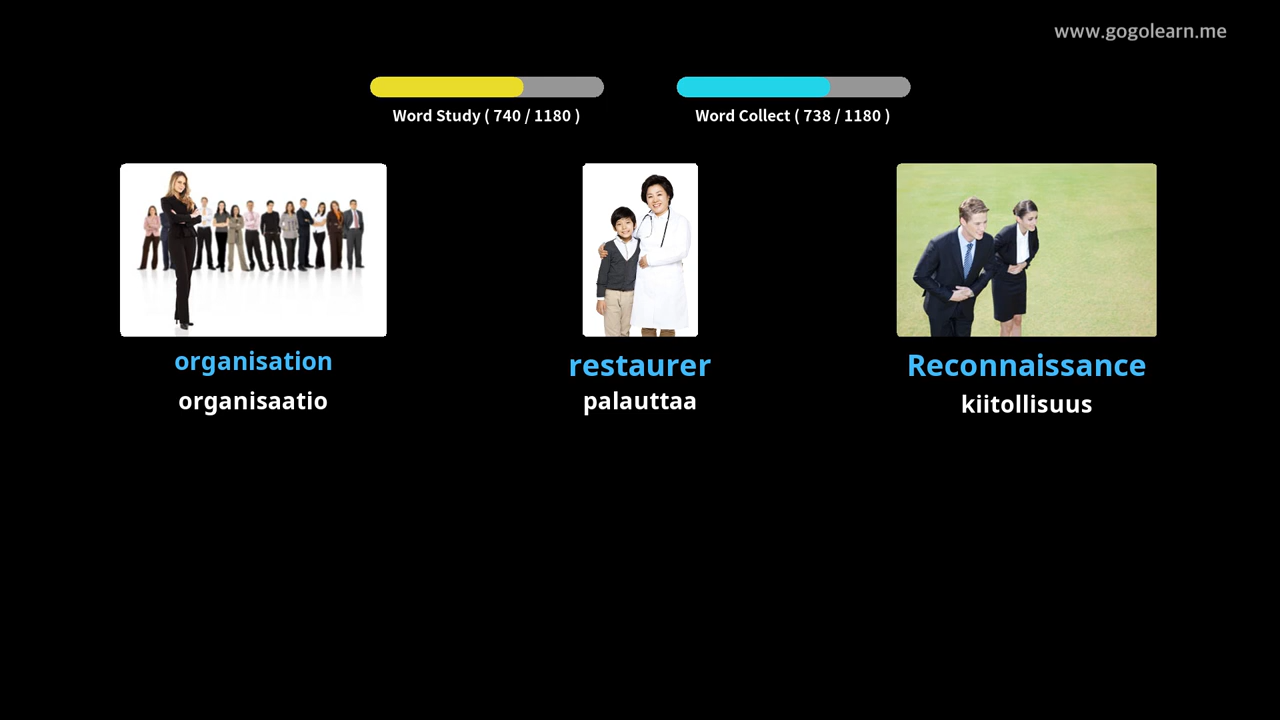 www.gogolearn.me
Word Study ( 740 / 1180 )
Word Collect ( 738 / 1180 )
organisation
organisaatio
restaurer
palauttaa
Reconnaissance
kiitollisuus